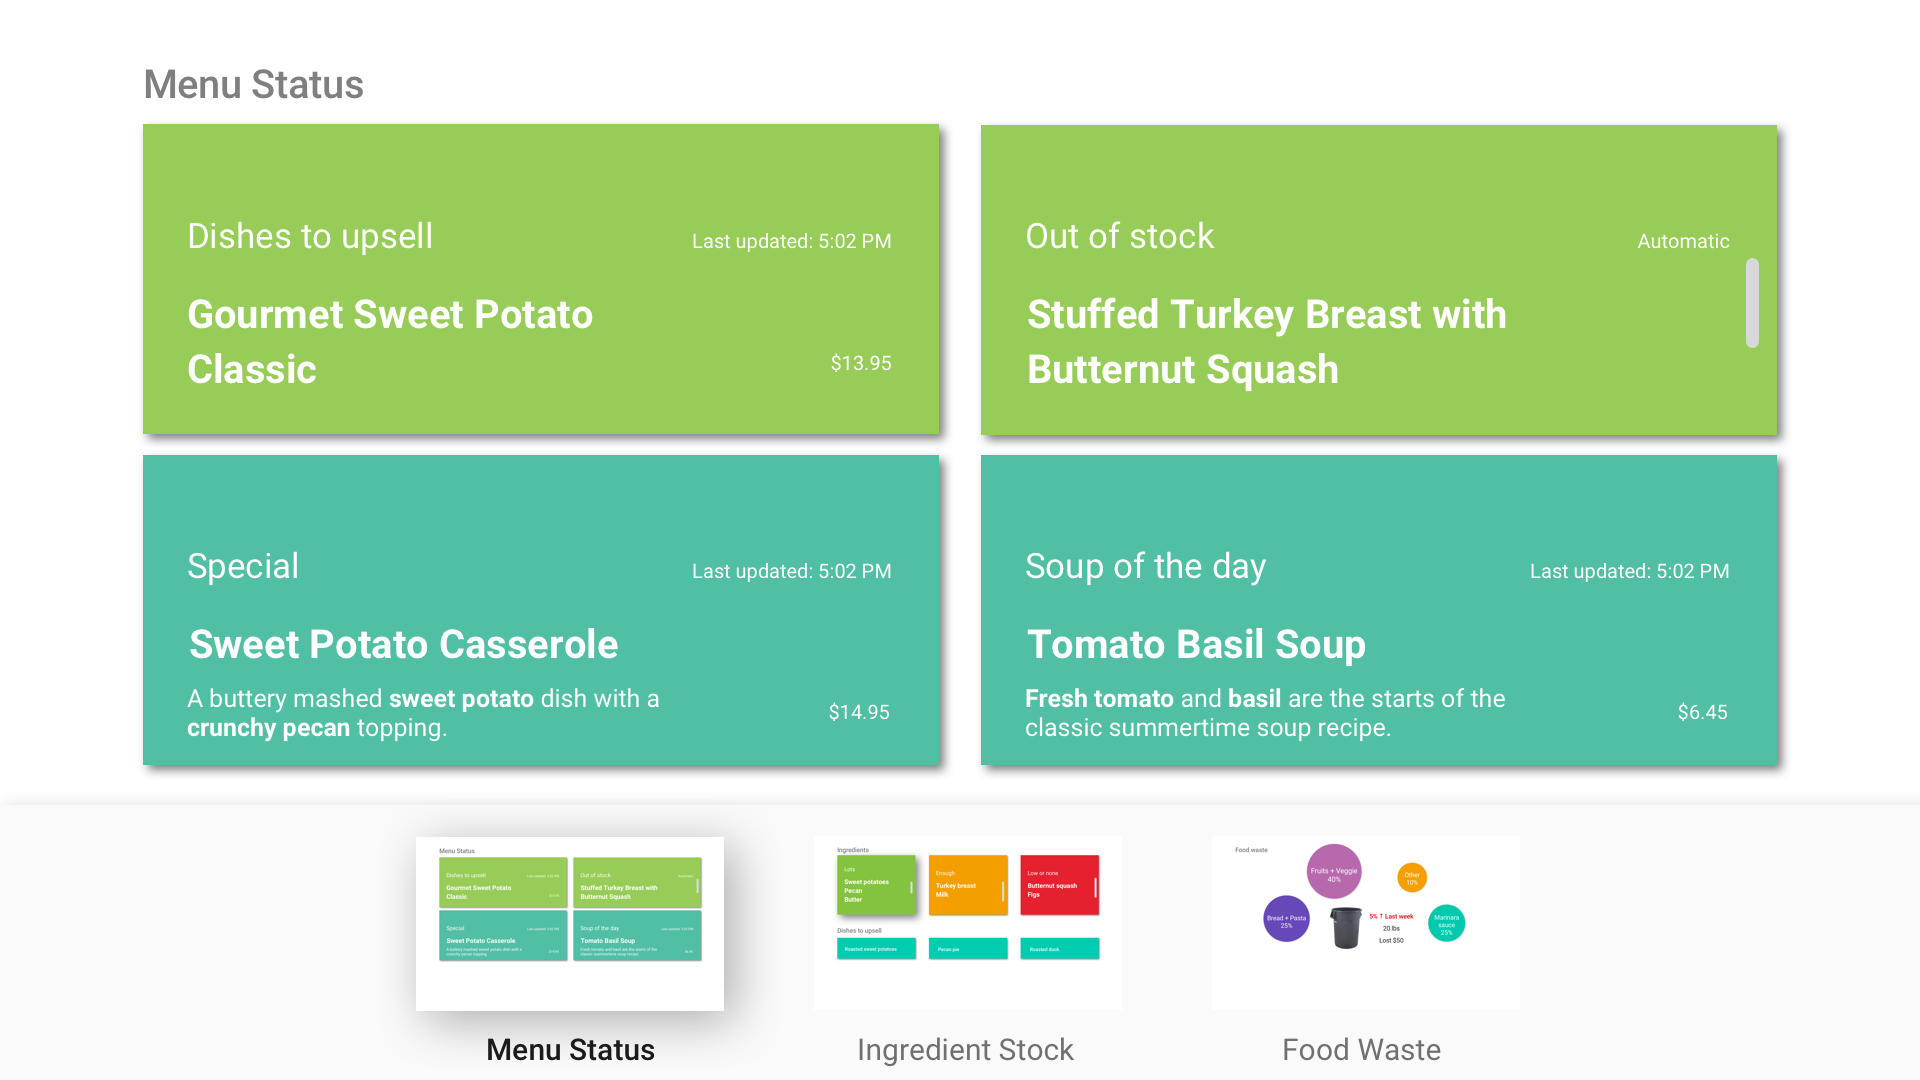 Menu Status
Dishes to upsell
Last updated: 5:02 PM
Gourmet Sweet Potato
Classic
$13.95
Out of stock
Automatic
Stuffed Turkey Breast with
Butternut Squash
Special
Last updated: 5:02 PM
Sweet Potato Casserole
A buttery mashed sweet potato dish with a
crunchy pecan topping.
$14.95
Soup of the day
Last updated: 5:02 PM
Tomato Basil Soup
Fresh tomato and basil are the starts of the
classic summertime soup recipe.
$6.45
Menu Status
Dishes to upsell
Last updated: 5:02 PM
Gourmet Sweet Potato
Classic
$13.95
Out of stock
Automatic
Stuffed Turkey Breast with
Butternut Squash
Special
Last updated: 5:02 PM
Sweet Potato Casserole
A buttery mashed sweet potato dish with a
crunchy pecan topping.
$14.95
Soup of the day
Last updated: 5:02 PM
Tomato Basil Soup
Fresh tomato and basil are the starts of the
classic summertime soup recipe.
$6.45
Menu Status
Ingredients
Lots
Sweet potatoes
Pecan
Butter
Enough
Turkey breast
Milk
Low or none
Butternut squash
Figs
Dishes to upsell
Roasted sweet potatoes
Pecan pie
Roasted duck
Ingredient Stock
Food waste
Fruits + Veggie
40%
Other
10%
Bread + Pasta
25%
5% ↑ Last week
20 lbs
Lost $50
Marinara
sauce
25%
Food Waste